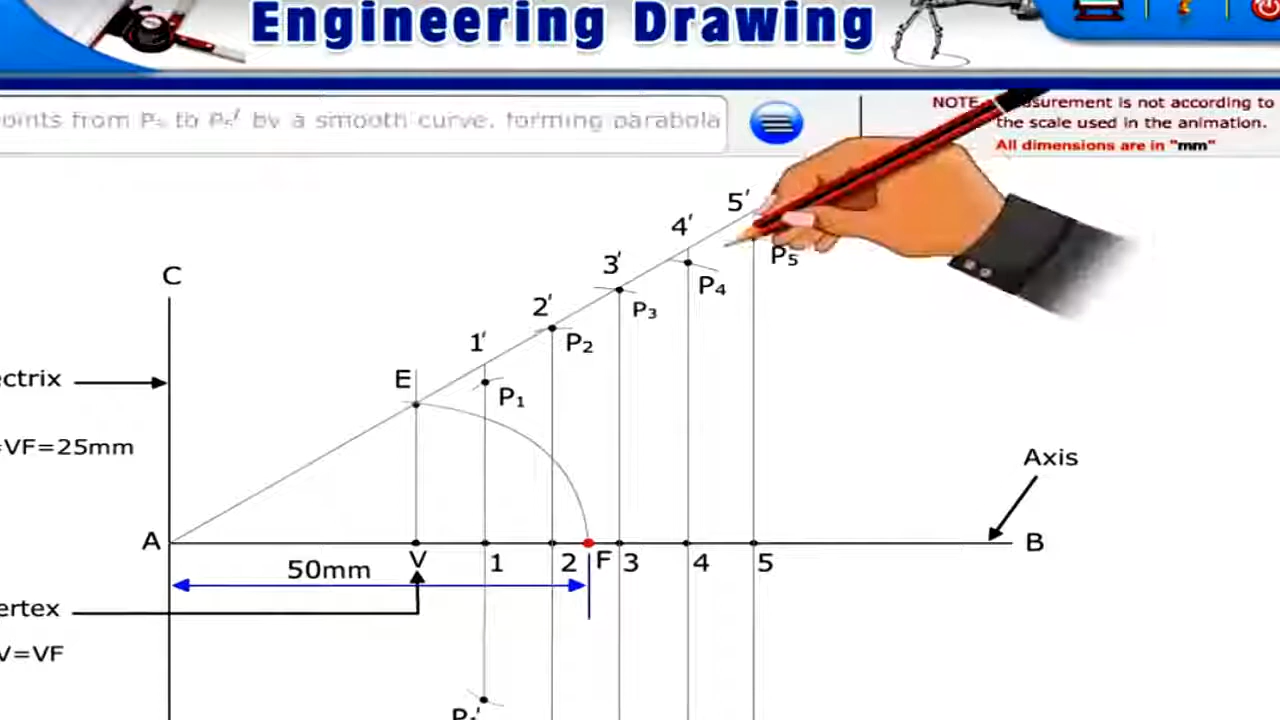 Engineering Drawing
oints from P₅ to P₅' by a smooth curve, forming parabola
NOTE
asurement is not according to
the scale used in the animation.
All dimensions are in "mm"
5'
4'
P₅
3'
C
P₄
2'
P₃
1'
P₂
E
ectrix
P₁
=VF=25mm
Axis
A
B
V
1
2
F
3
4
5
50mm
ertex
V=VF
P₁'